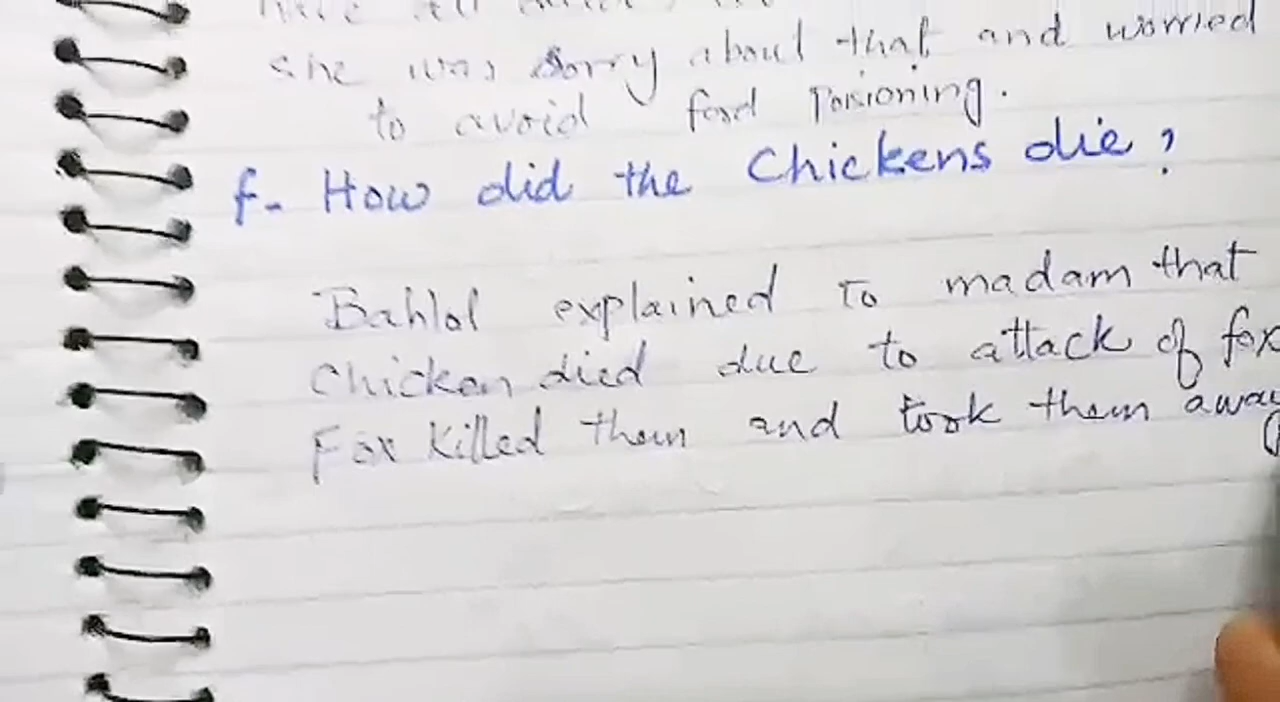 she was sorry about that and worried
to avoid food Poisioning.
f. How did the Chickens die?
Bahlol explained To madam that
chicken died due to attack of fox
Fox killed them and took them away